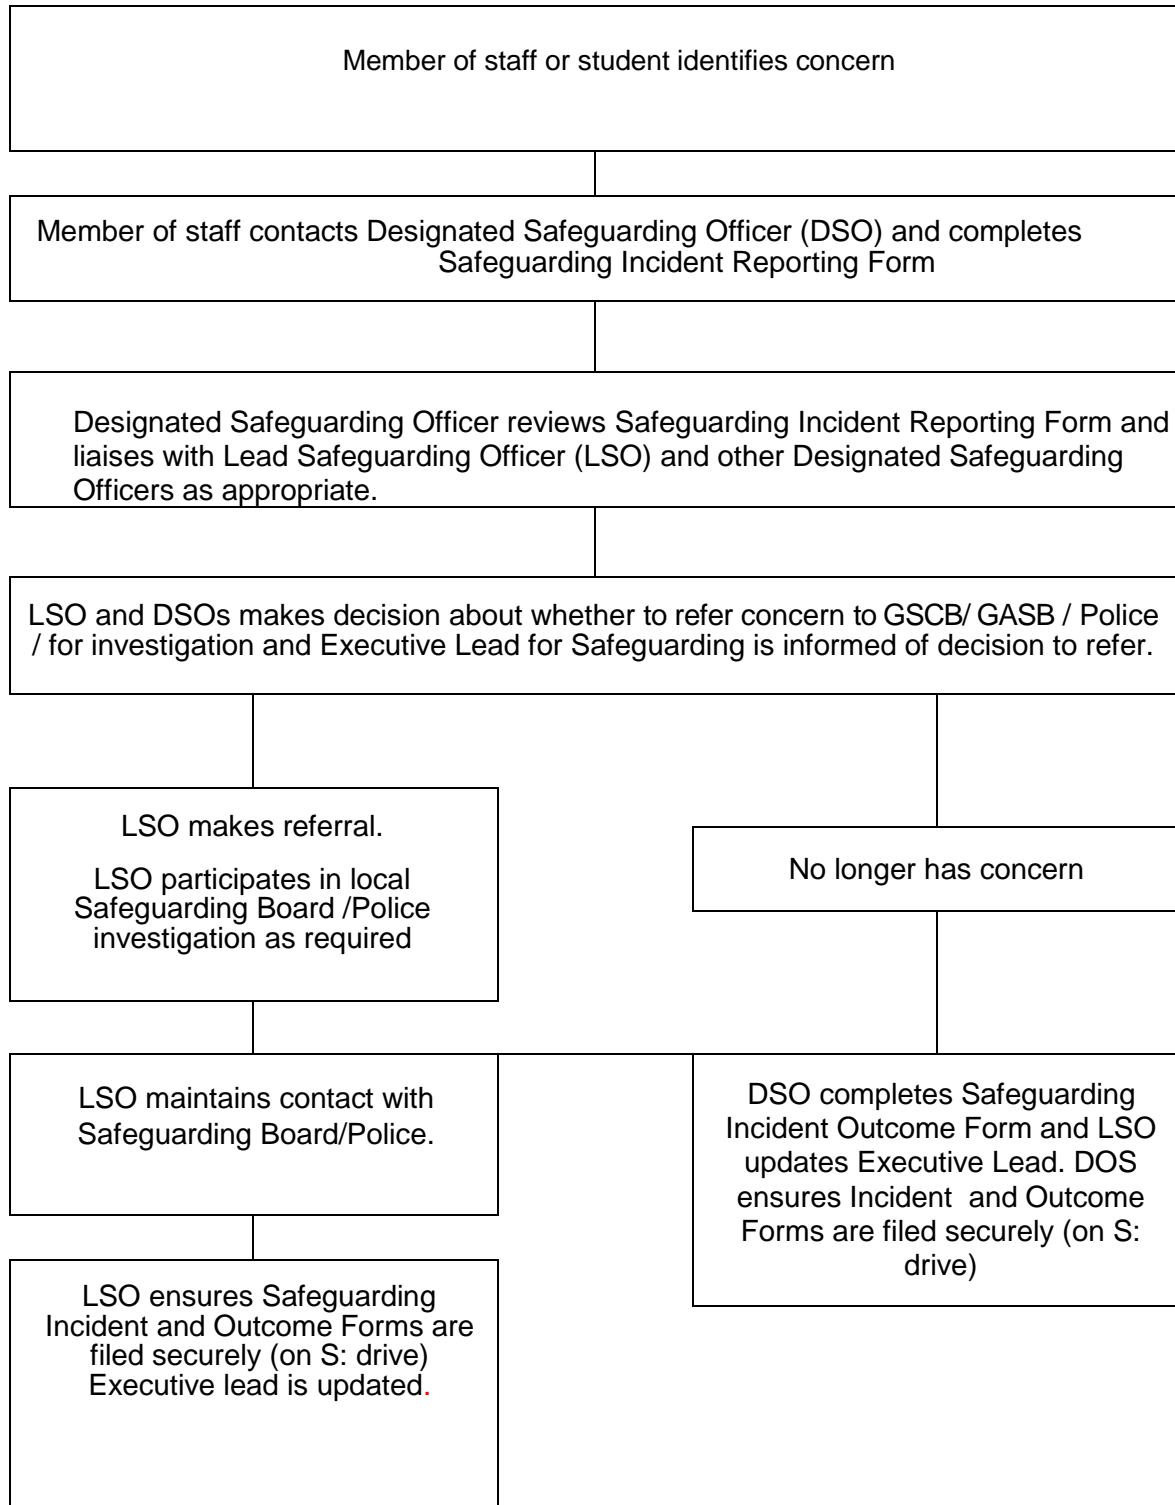 Member of staff or student identifies concern
Member of staff contacts Designated Safeguarding Officer (DSO) and completes
Safeguarding Incident Reporting Form
Designated Safeguarding Officer reviews Safeguarding Incident Reporting Form and
liaises with Lead Safeguarding Officer (LSO) and other Designated Safeguarding
Officers as appropriate.
LSO and DSOs makes decision about whether to refer concern to GSCB/ GASB / Police
/ for investigation and Executive Lead for Safeguarding is informed of decision to refer.
LSO makes referral.
LSO participates in local
Safeguarding Board /Police
investigation as required
No longer has concern
LSO maintains contact with
Safeguarding Board/Police.
DSO completes Safeguarding
Incident Outcome Form and LSO
updates Executive Lead. DOS
ensures Incident  and Outcome
Forms are filed securely (on S:
drive)
LSO ensures Safeguarding
Incident and Outcome Forms are
filed securely (on S: drive)
Executive lead is updated.